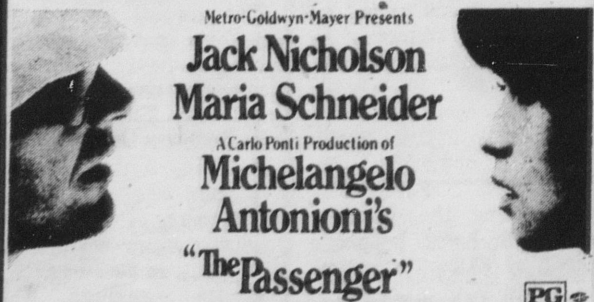 Metro-Goldwyn-Mayer Presents
Jack Nicholson
Maria Schneider
A Carlo Ponti Production of
Michelangelo
Antonioni's
"The Passenger"
PG